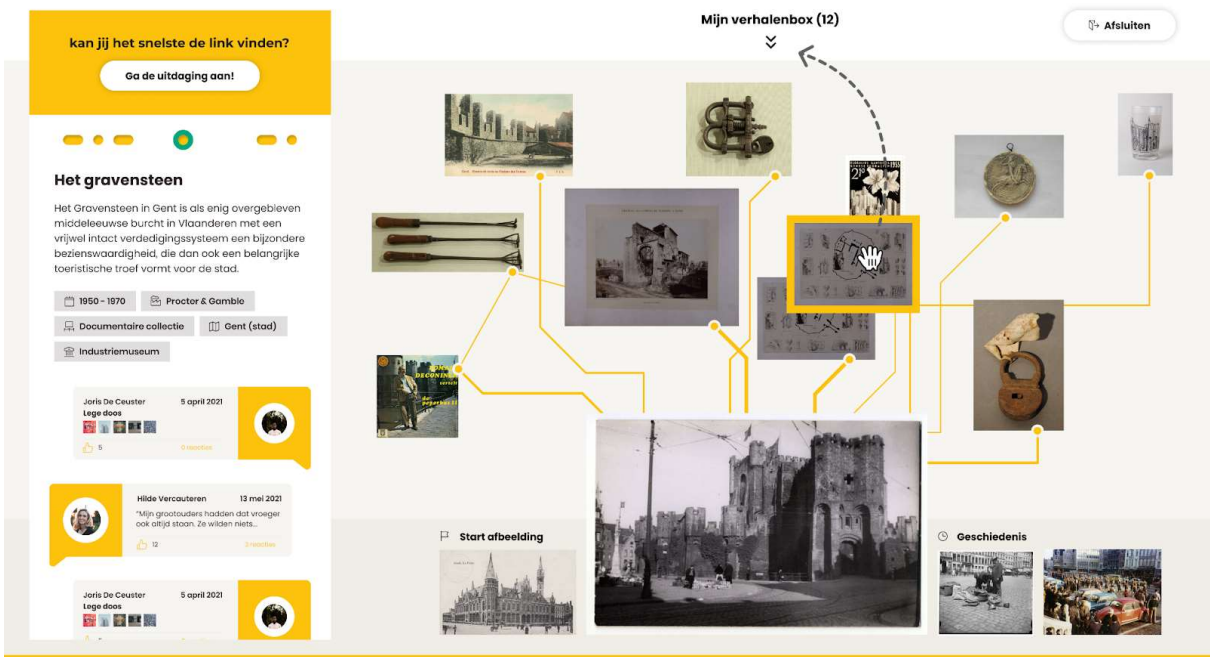 kan jij het snelste de link vinden?
Ga de uitdaging aan!
Het gravensteen
Het Gravensteen in Gent is als enig overgebleven
middeleeuwse burcht in Vlaanderen met een
vrijwel intact verdedigingssysteem een bijzondere
bezienswaardigheid, die dan ook een belangrijke
toeristische troef vormt voor de stad.
1950 - 1970
Procter & Gamble
Documentaire collectie
Gent (stad)
Industriemuseum
Joris De Ceuster
5 april 2021
Lege doos
5
0 reacties
Hilde Vercauteren
13 mei 2021
"Mijn grootouders hadden dat vroeger
ook altijd staan. Ze wilden niets...
12
Joris De Ceuster
5 april 2021
Lege doos
Mijn verhalenbox (12)
Afsluiten
DECONINCK
Start afbeelding
Geschiedenis